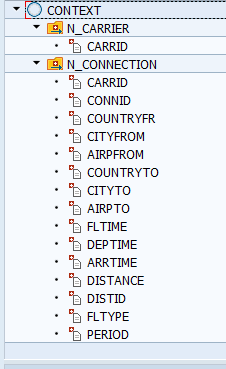 CONTEXT
N_CARRIER
CARRID
N_CONNECTION
CARRID
CONNID
COUNTRYFR
CITYFROM
AIRPFROM
COUNTRYTO
CITYTO
AIRPTO
FLTIME
DEPTIME
ARRTIME
DISTANCE
DISTID
FLTYPE
PERIOD